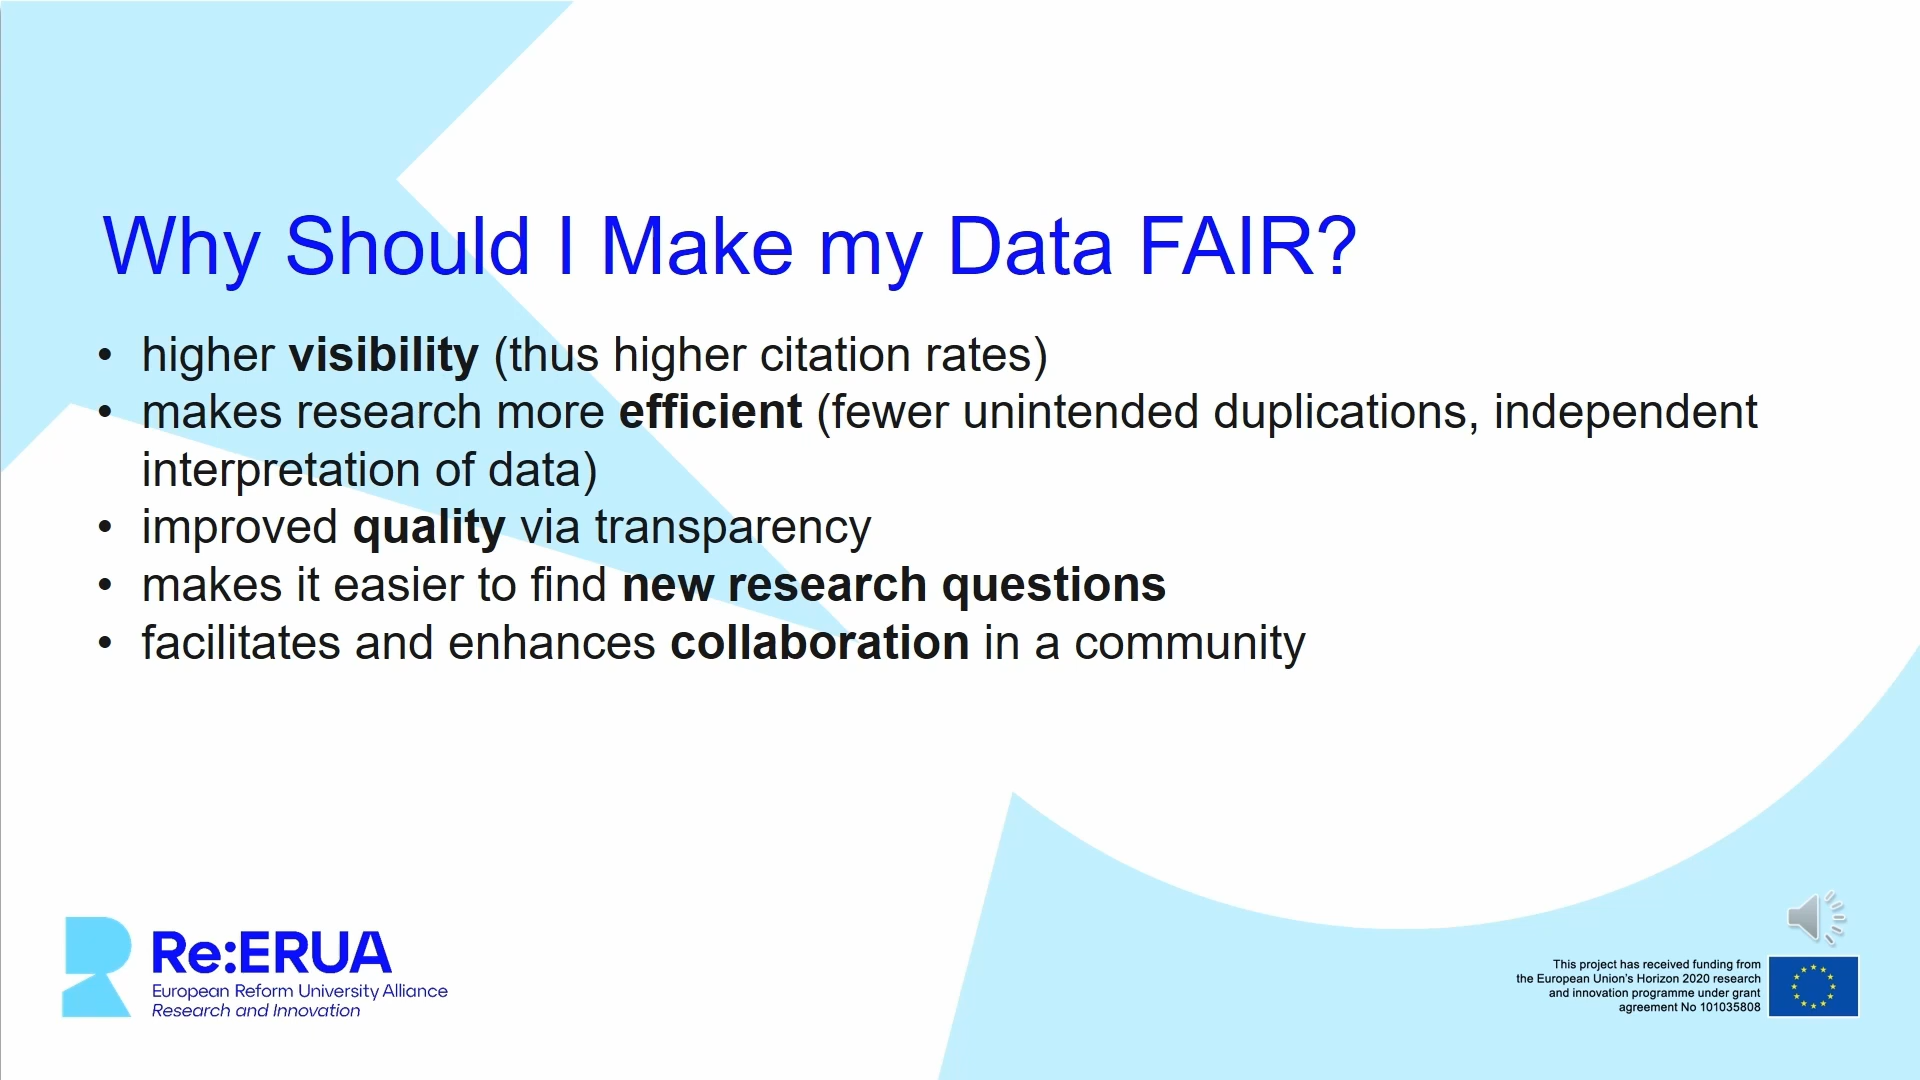 Why Should I Make my Data FAIR?
• higher visibility (thus higher citation rates)
• makes research more efficient (fewer unintended duplications, independent
interpretation of data)
• improved quality via transparency
• makes it easier to find new research questions
• facilitates and enhances collaboration in a community
Re:ERUA
European Reform University Alliance
Research and Innovation
This project has received funding from
the European Union's Horizon 2020 research
and innovation programme under grant
agreement No 101035808